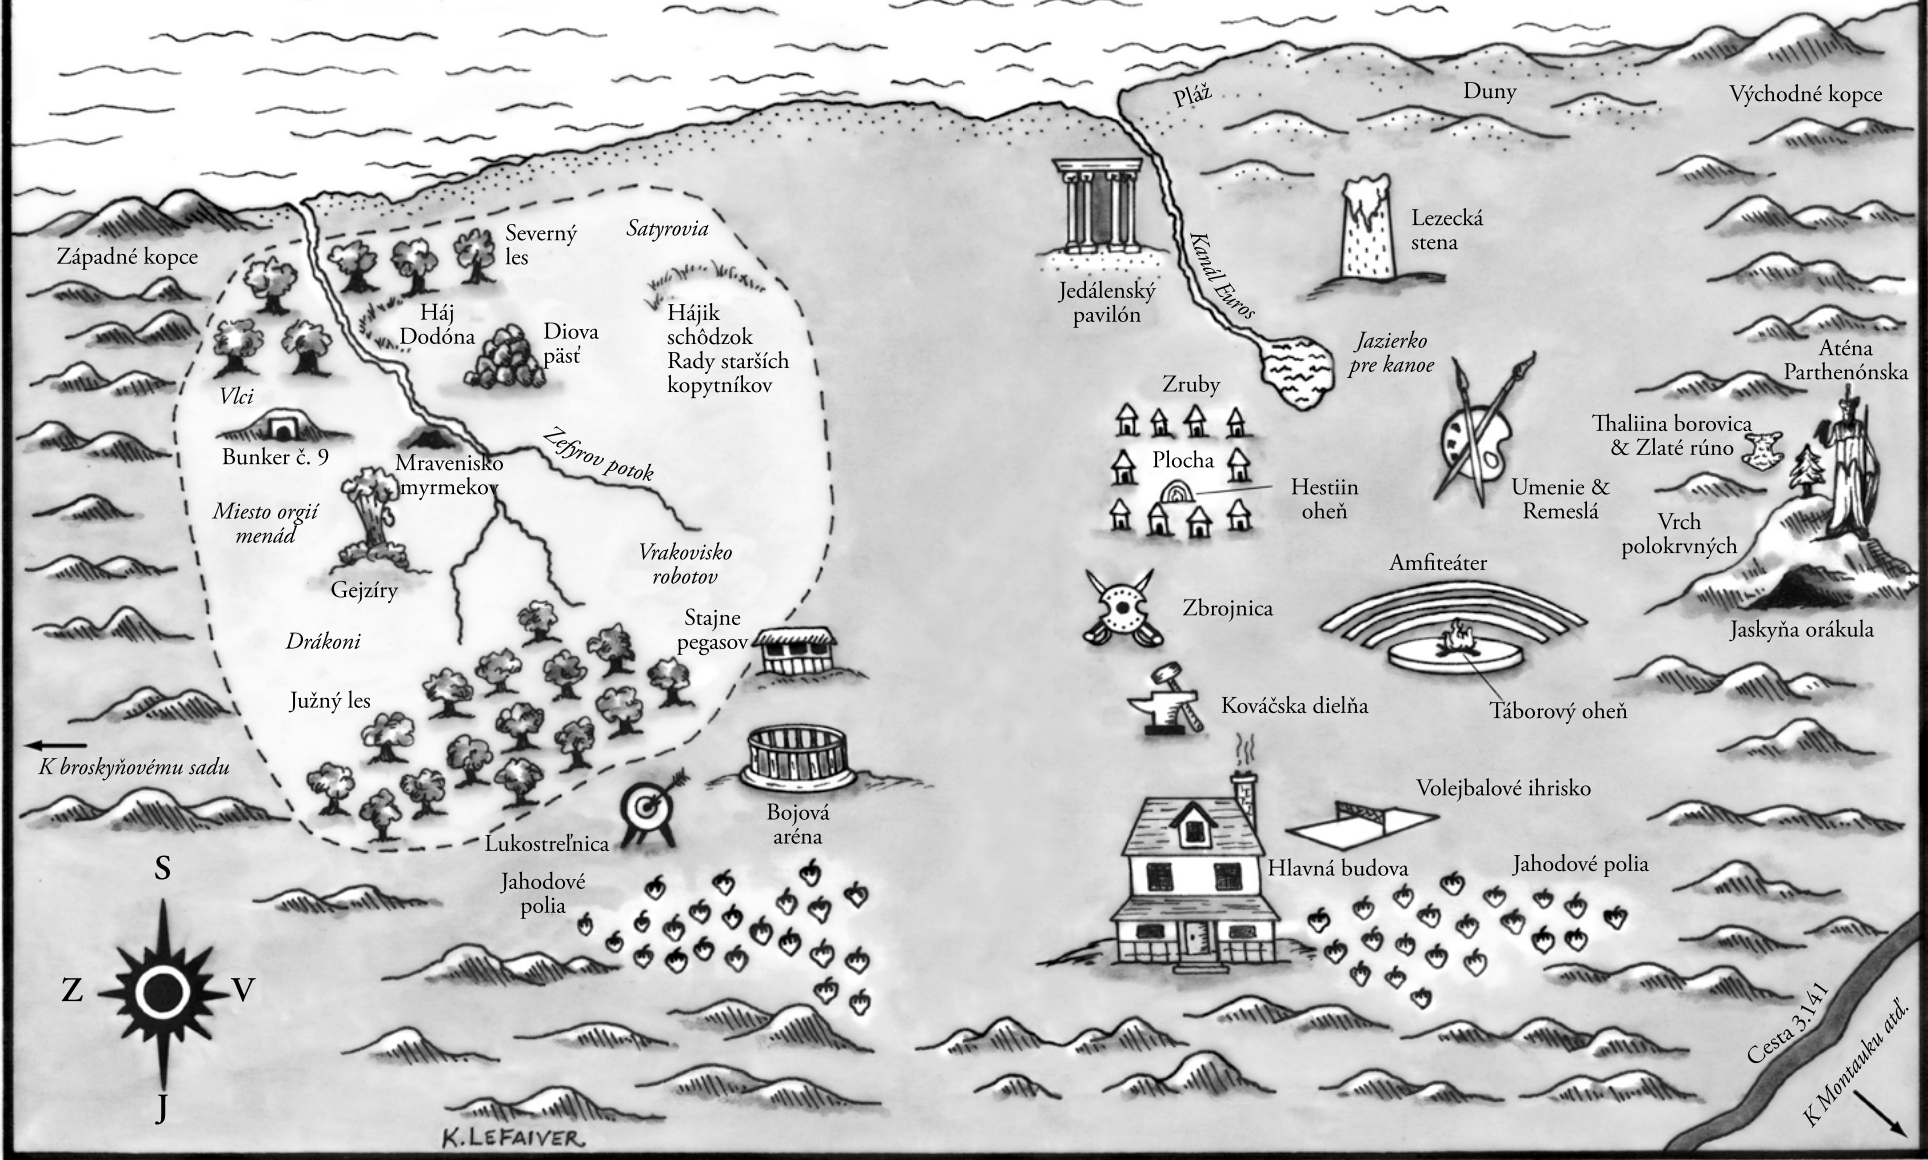 Pláž
Duny
Východné kopce
Západné kopce
Severný
les
Satyrovia
Lezecká
stena
Kanál Euros
Jedálenský
pavilón
Háj
Dodóna
Diova
päsť
Hájik
schôdzok
Rady starších
kopytníkov
Jazierko
pre kanoe
Aténa
Parthenónska
Vlci
Zruby
Thaliina borovica
& Zlaté rúno
Bunker č. 9
Mravenisko
myrmekov
Zefyrov potok
Plocha
Hestiin
oheň
Umenie &
Remeslá
Miesto orgií
menád
Vrch
polokrvných
Vrakovisko
robotov
Amfiteáter
Gejzíry
Stajne
pegasov
Zbrojnica
Jaskyňa orákula
Drákoni
Južný les
Kováčska dielňa
Táborový oheň
K broskyňovému sadu
Volejbalové ihrisko
Bojová
aréna
Lukostreľnica
Hlavná budova
Jahodové polia
Jahodové
polia
S
Z
V
J
Cesta 3.141
K Montauku atď.
K. LEFAIVER